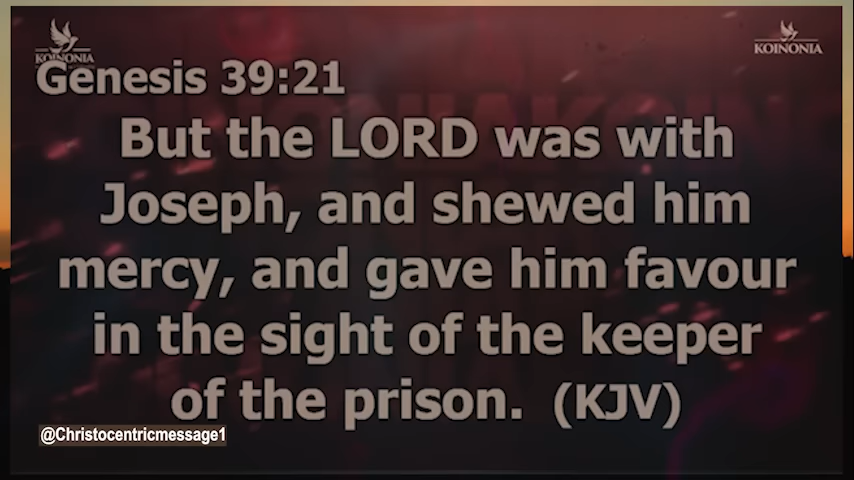 KOINONIA
KOINONIA
Genesis 39:21
But the LORD was with
Joseph, and shewed him
mercy, and gave him favour
in the sight of the keeper
of the prison. (KJV)
@Christocentricmessage1